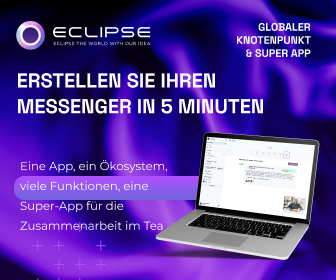 ECLIPSE
ECLIPSE THE WORLD WITH OUR IDEA
GLOBALER
KNOTENPUNKT
& SUPER APP
ERSTELLEN SIE IHREN
MESSENGER IN 5 MINUTEN
Eine App, ein Ökosystem,
viele Funktionen, eine
Super-App für die
Zusammenarbeit im Tea